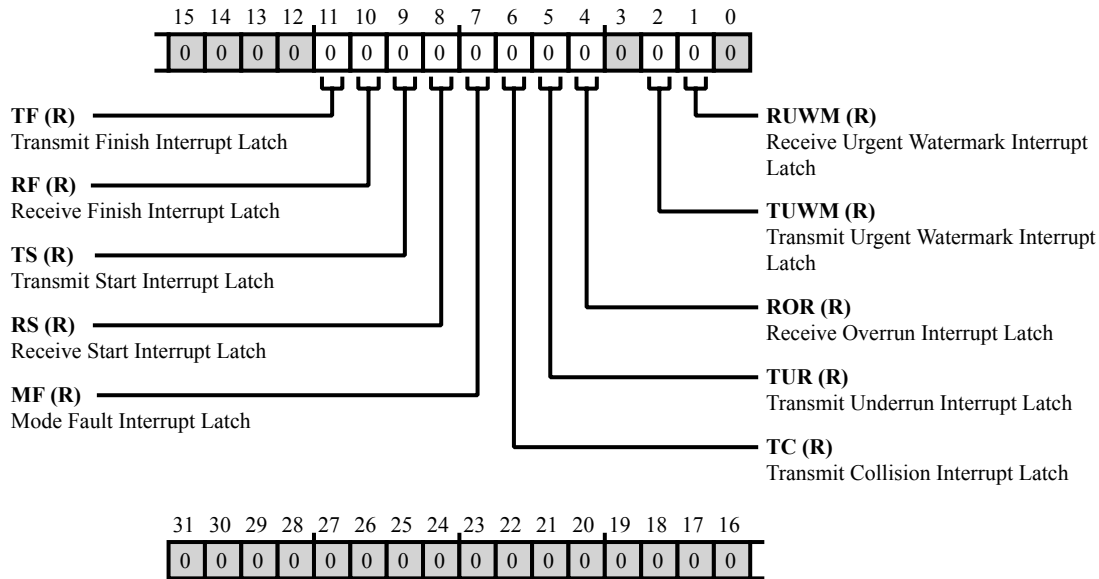 15 14 13 12 11 10 9 8 7 6 5 4 3 2 1 0
0 0 0 0 0 0 0 0 0 0 0 0 0 0 0 0
TF (R)
Transmit Finish Interrupt Latch
RF (R)
Receive Finish Interrupt Latch
TS (R)
Transmit Start Interrupt Latch
RS (R)
Receive Start Interrupt Latch
MF (R)
Mode Fault Interrupt Latch
RUWM (R)
Receive Urgent Watermark Interrupt
Latch
TUWM (R)
Transmit Urgent Watermark Interrupt
Latch
ROR (R)
Receive Overrun Interrupt Latch
TUR (R)
Transmit Underrun Interrupt Latch
TC (R)
Transmit Collision Interrupt Latch
31 30 29 28 27 26 25 24 23 22 21 20 19 18 17 16
0 0 0 0 0 0 0 0 0 0 0 0 0 0 0 0